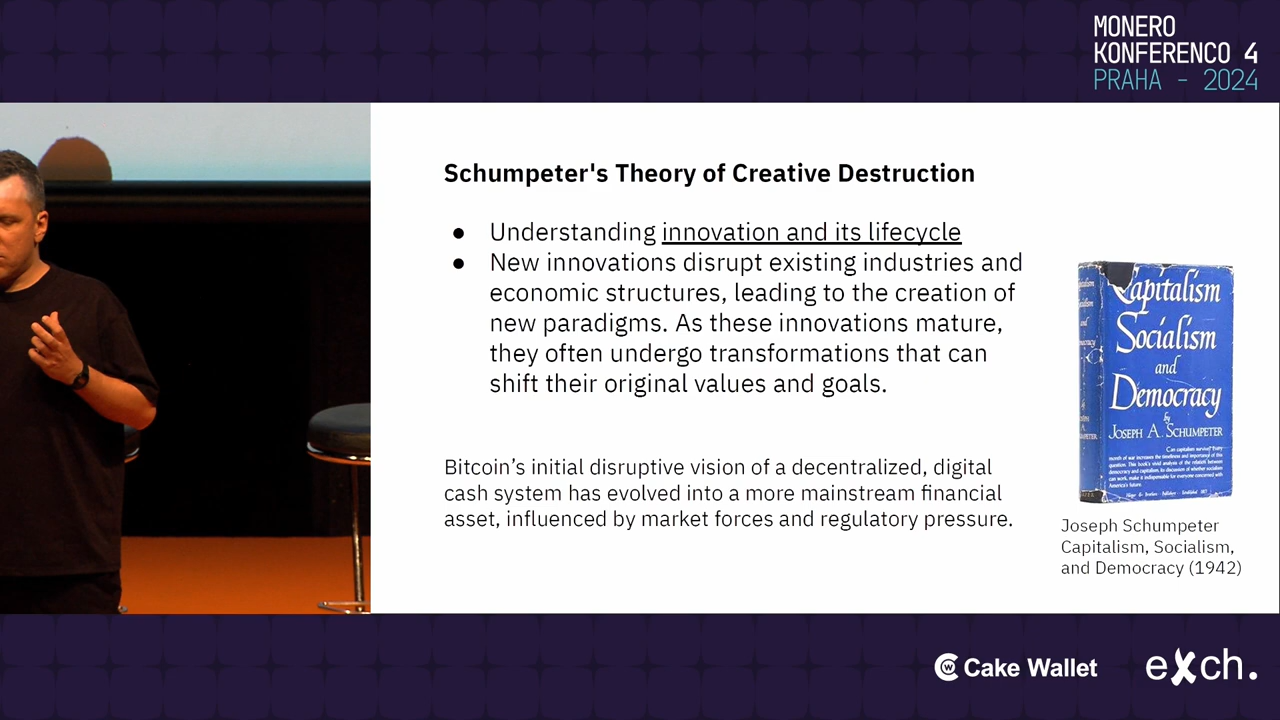 MONERO
KONFERENCO 4
PRAHA - 2024
Schumpeter's Theory of Creative Destruction
● Understanding innovation and its lifecycle
● New innovations disrupt existing industries and
economic structures, leading to the creation of
new paradigms. As these innovations mature,
they often undergo transformations that can
shift their original values and goals.
Bitcoin's initial disruptive vision of a decentralized, digital
cash system has evolved into a more mainstream financial
asset, influenced by market forces and regulatory pressure.
Capitalism
Socialism
and
Democracy
by
JOSEPH A. SCHUMPETER
Joseph Schumpeter
Capitalism, Socialism,
and Democracy (1942)
Cake Wallet
exch.